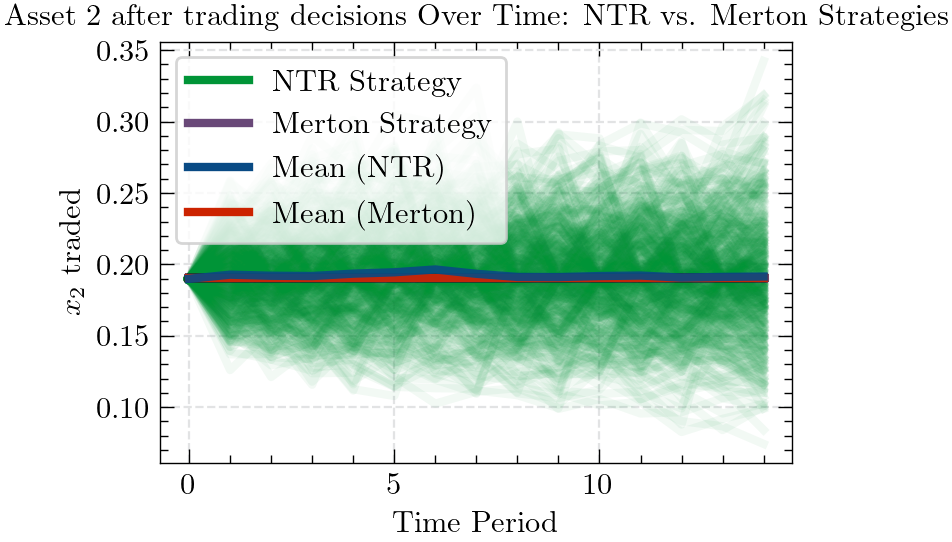 Asset 2 after trading decisions Over Time: NTR vs. Merton Strategies
0.35
0.30
0.25
0.20
0.15
0.10
x₂ traded
NTR Strategy
Merton Strategy
Mean (NTR)
Mean (Merton)
0 5 10
Time Period